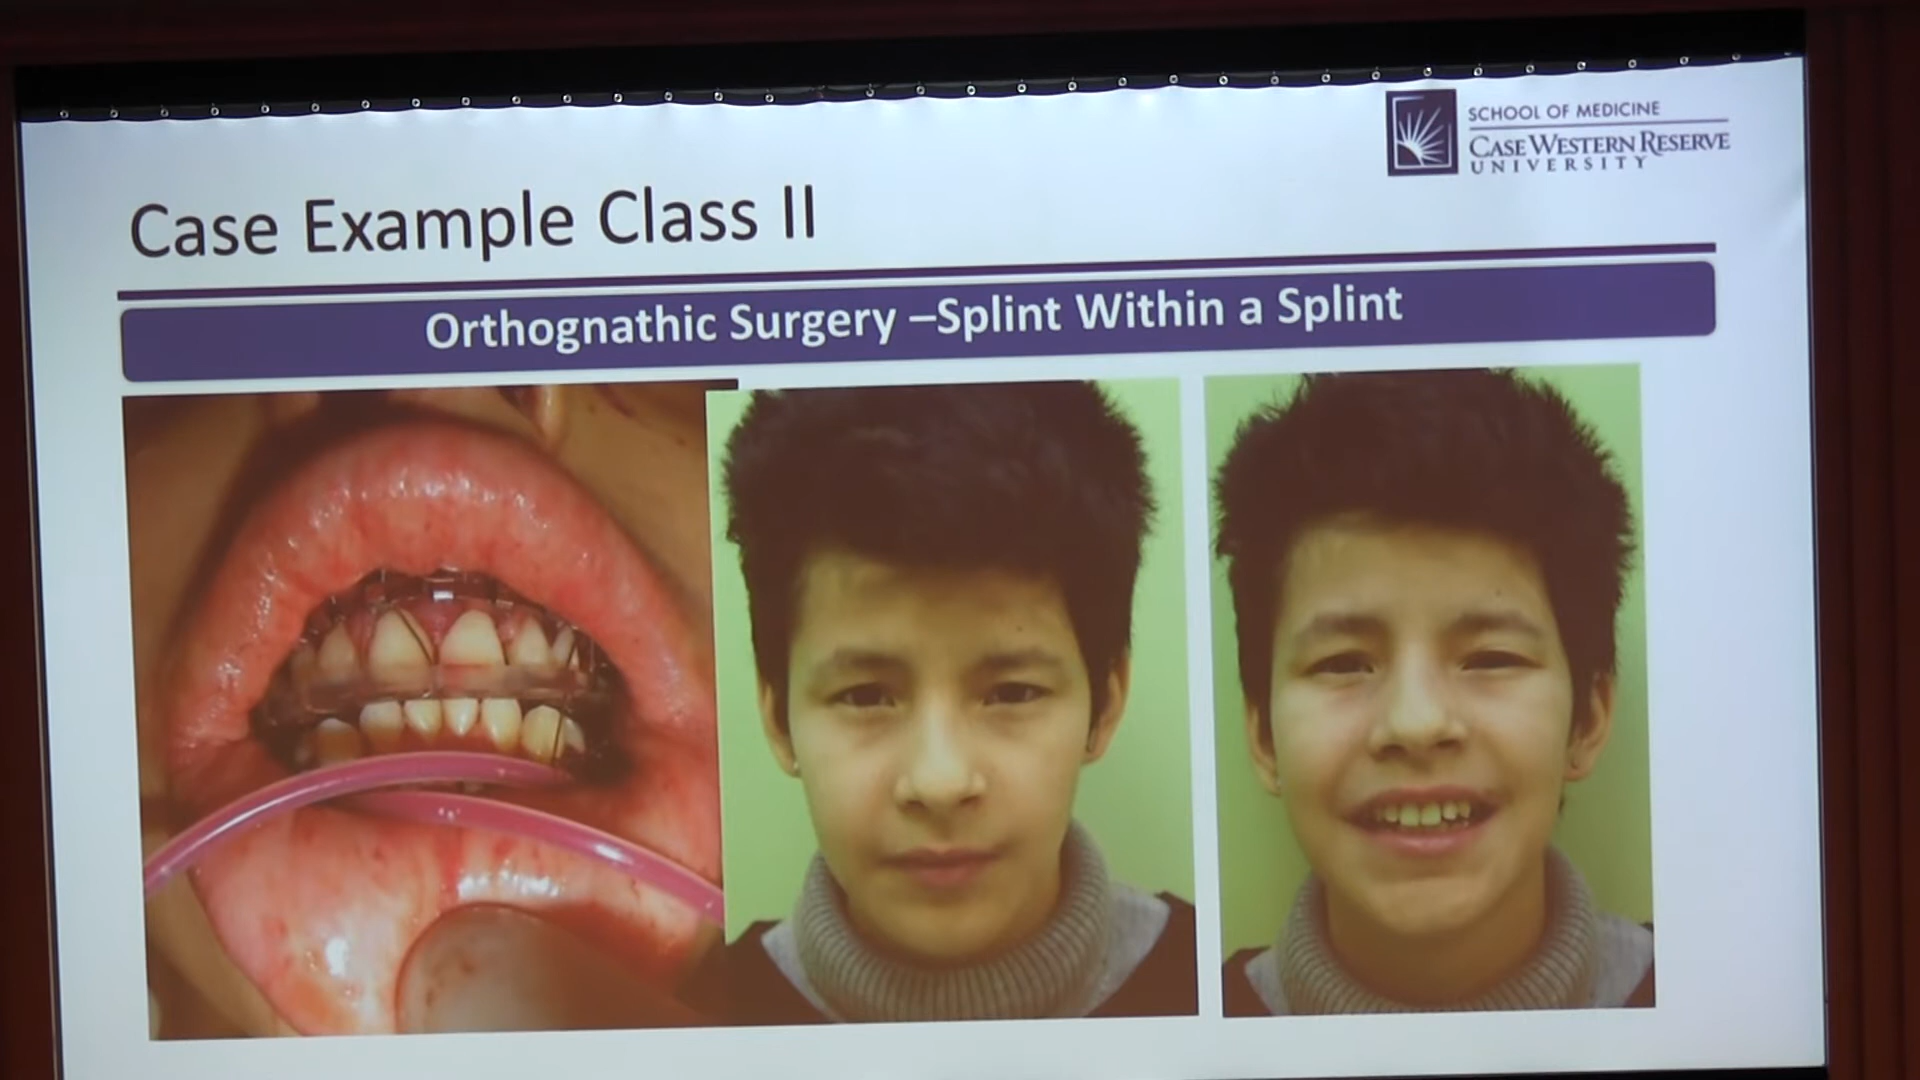 SCHOOL OF MEDICINE
CASE WESTERN RESERVE
UNIVERSITY
Case Example Class II
Orthognathic Surgery –Splint Within a Splint